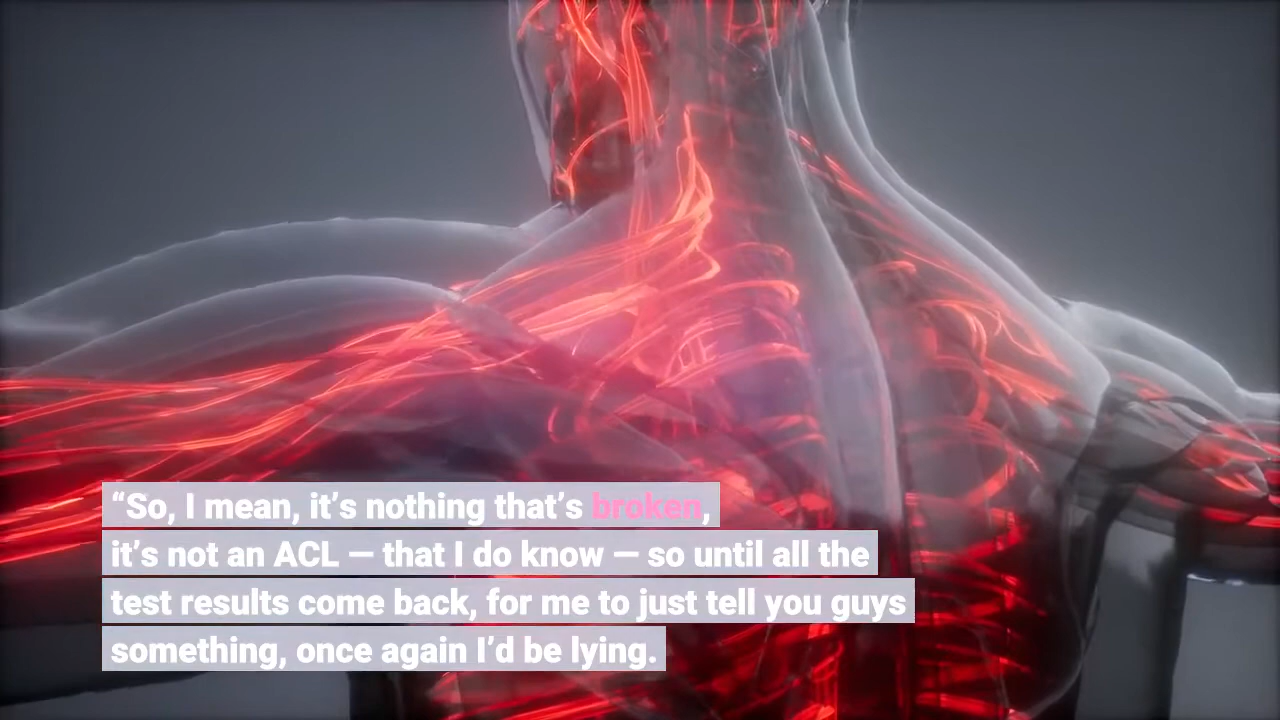 “So, I mean, it’s nothing that’s broken,
it’s not an ACL — that I do know — so until all the
test results come back, for me to just tell you guys
something, once again I’d be lying.